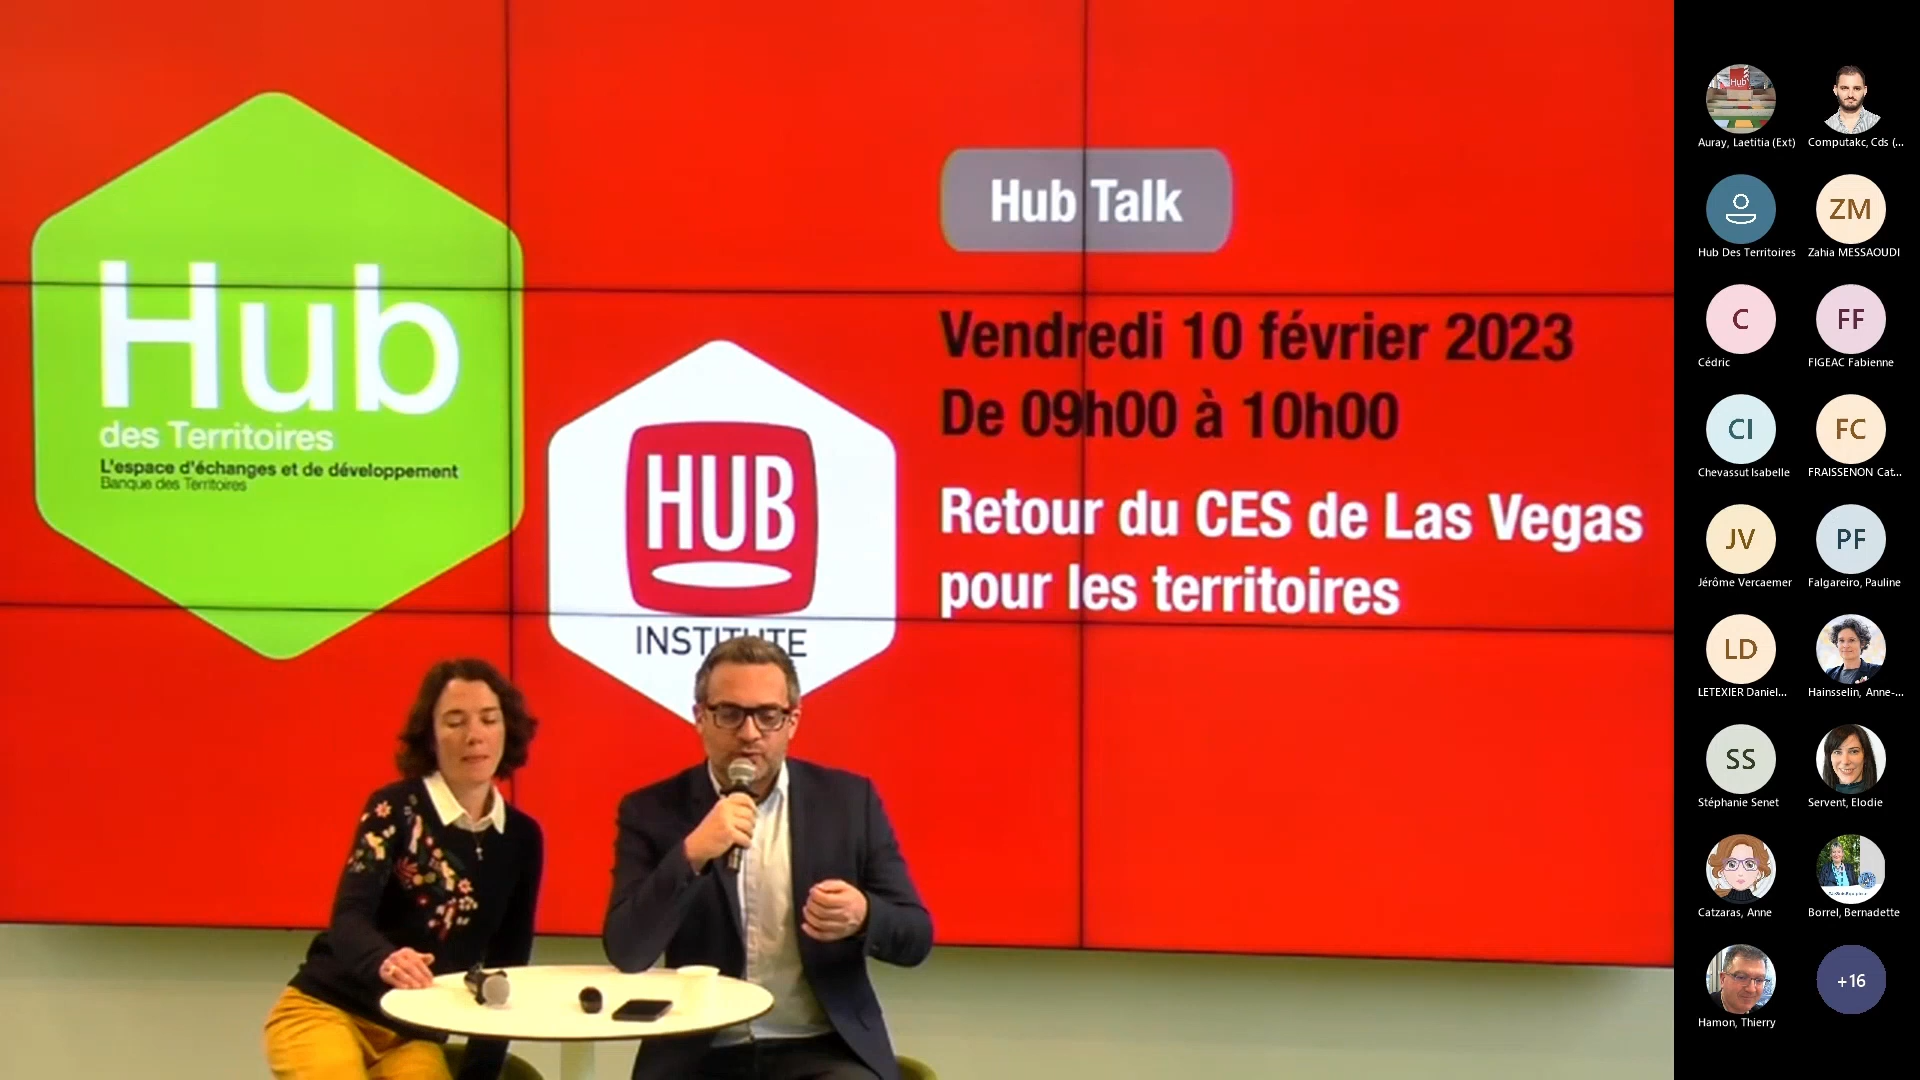 Hub
des Territoires
L'espace d'échanges et de développement
Banque des Territoires
HUB
INSTITUTE
Hub Talk
Vendredi 10 février 2023
De 09h00 à 10h00
Retour du CES de Las Vegas
pour les territoires
Hub
Auray, Laetitia (Ext)
Computakc, Cds (...
Hub Des Territoires
ZM
Zahia MESSAOUDI
C
Cédric
FF
FIGEAC Fabienne
CI
Chevassut Isabelle
FC
FRAISSENON Cat...
JV
Jérôme Vercaemer
PF
Falgareiro, Pauline
LD
LETEXIER Daniel...
Hainsselin, Anne-...
SS
Stéphanie Senet
Servent, Elodie
Catzaras, Anne
Borrel, Bernadette
Hamon, Thierry
+16